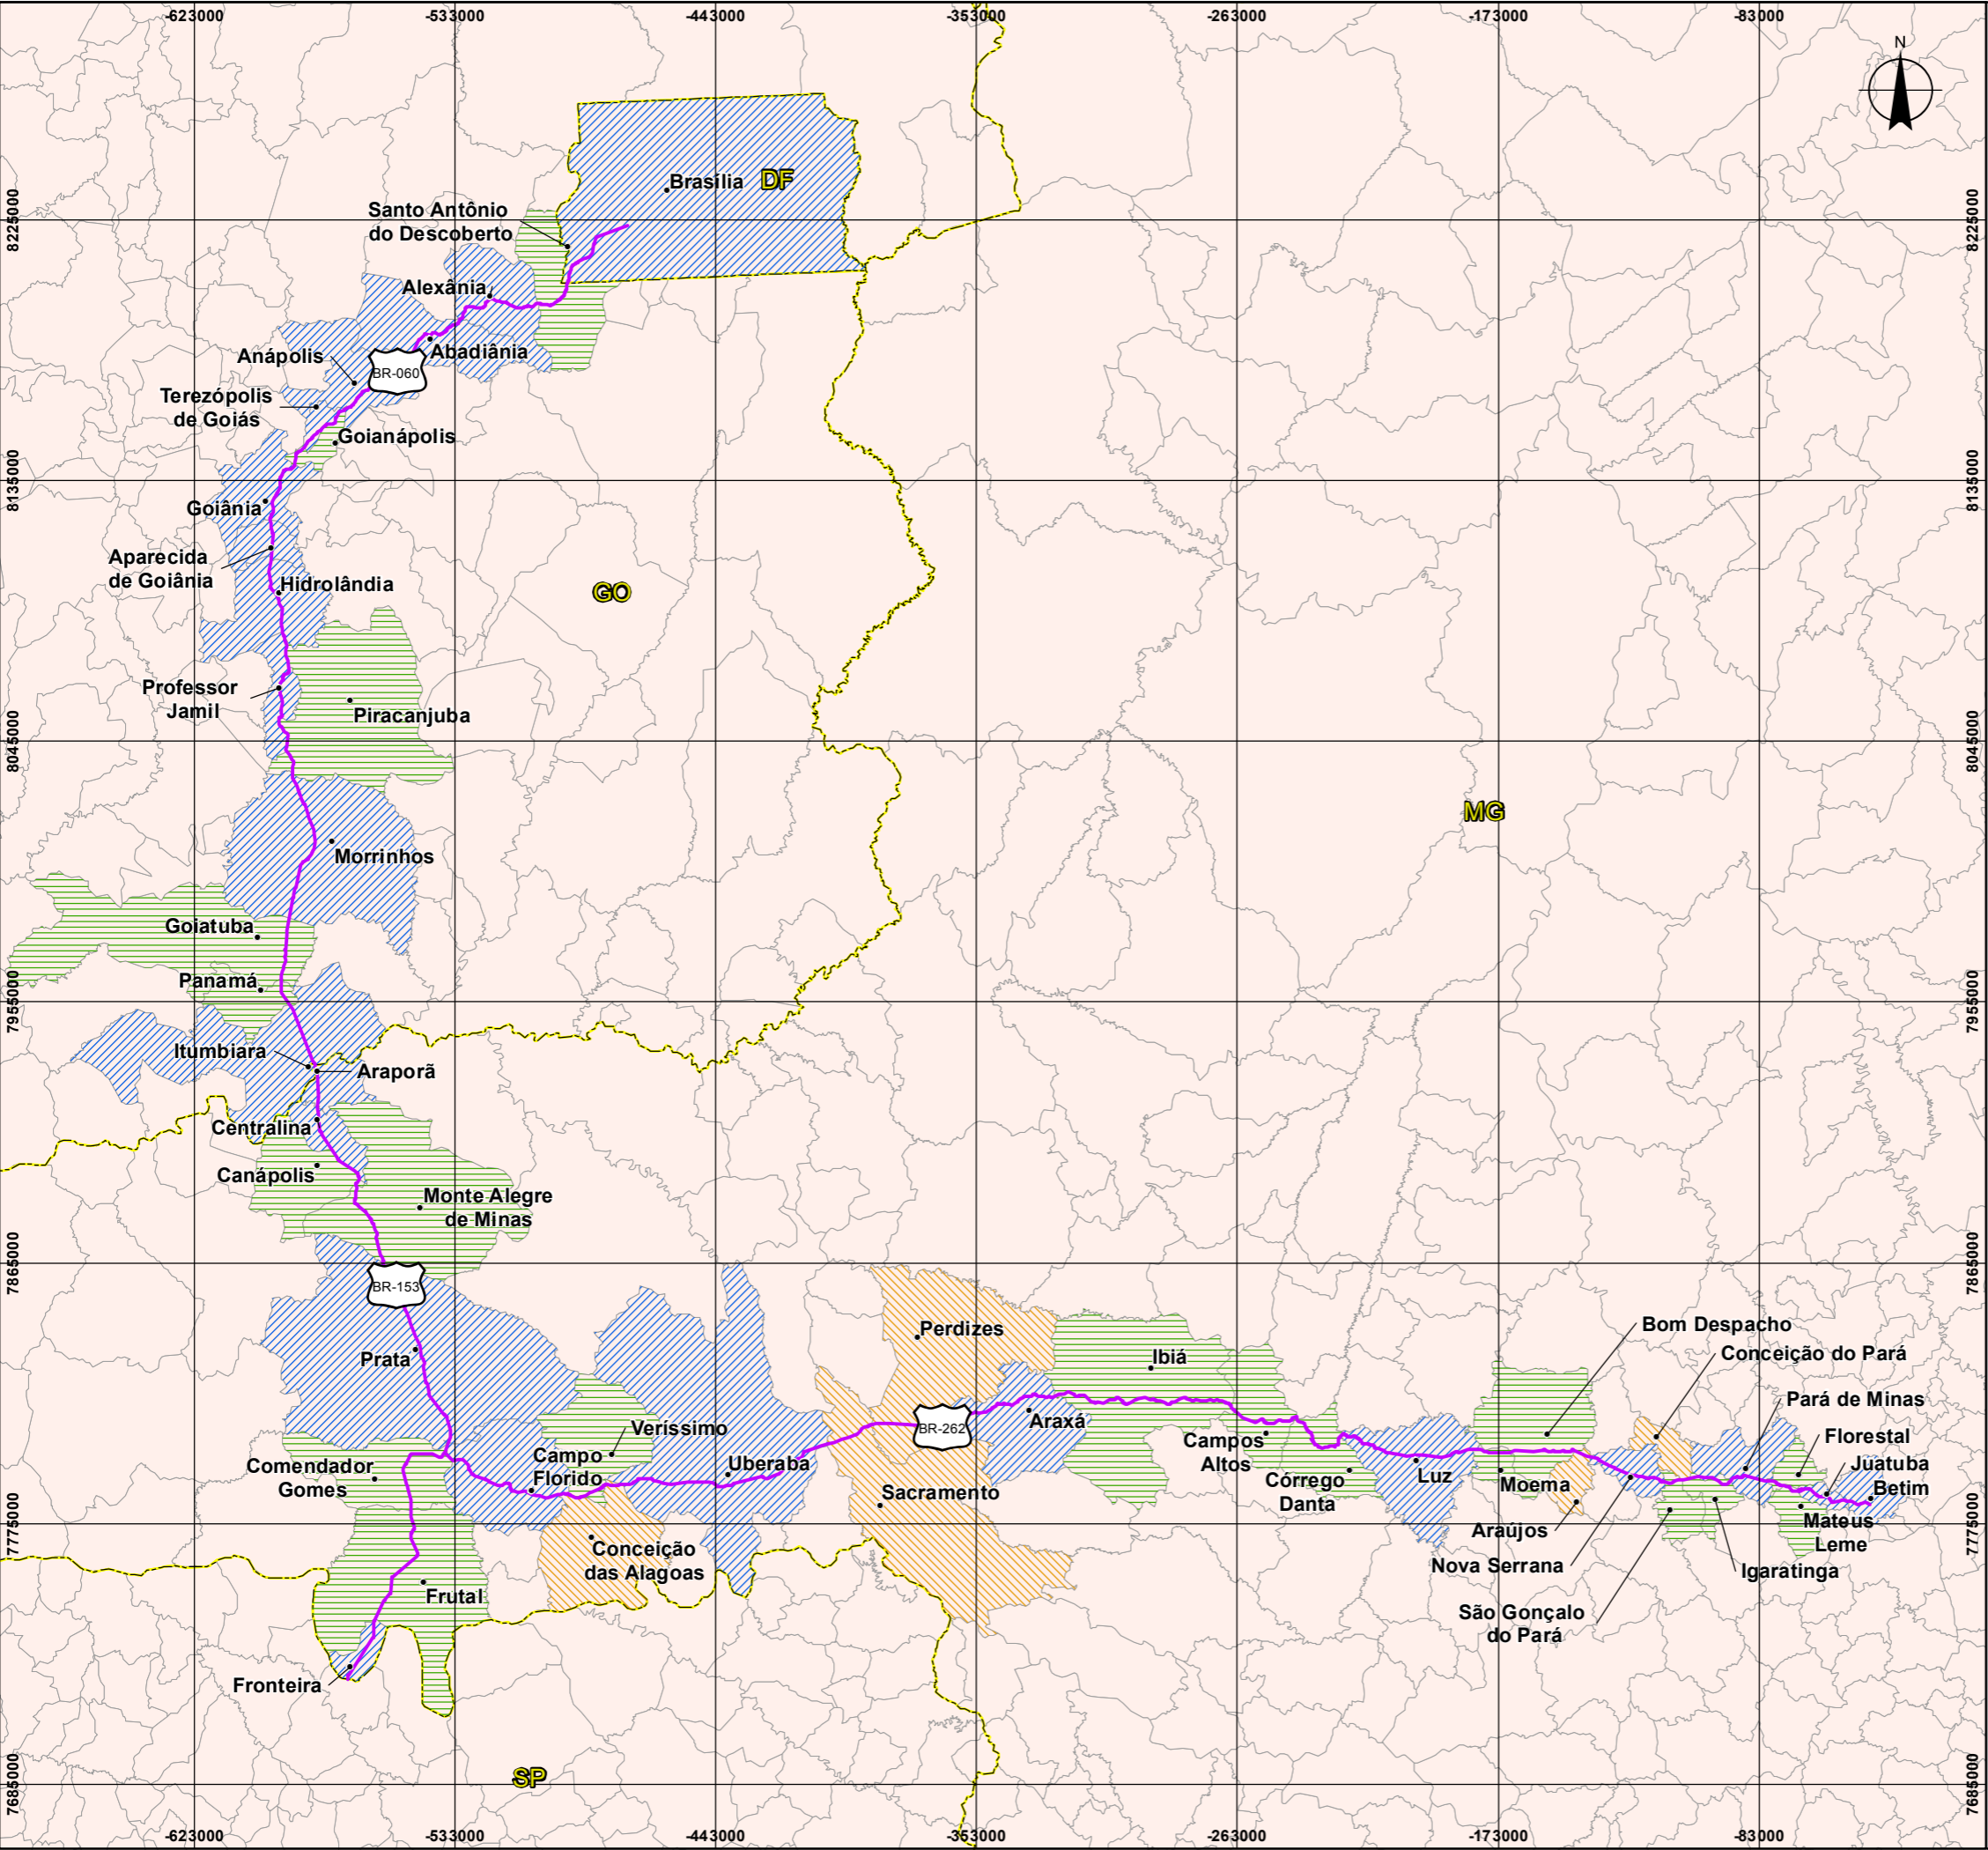 -623000
-533000
-443000
-353000
-263000
-173000
-83000
N
Brasília
DF
Santo Antônio
do Descoberto
8225000
8225000
Alexânia
Anápolis
Abadiânia
BR-060
Terezópolis
de Goiás
Goianápolis
8135000
8135000
Goiânia
Aparecida
de Goiânia
Hidrolândia
GO
Professor
Jamil
Piracanjuba
8045000
8045000
MG
Morrinhos
Goiatuba
Panamá
7955000
7955000
Itumbiara
Araporã
Centralina
Canápolis
Monte Alegre
de Minas
7865000
7865000
BR-153
Perdizes
Bom Despacho
Prata
Ibiá
Conceição do Pará
Pará de Minas
Araxá
BR-262
Veríssimo
Florestal
Campos
Altos
Comendador
Gomes
Campo
Florido
Uberaba
Juatuba
Córrego
Danta
Luz
Moema
Betim
Sacramento
7775000
7775000
Araújos
Mateus
Leme
Conceição
das Alagoas
Nova Serrana
Igaratinga
Frutal
São Gonçalo
do Pará
Fronteira
SP
7685000
7685000
-623000
-533000
-443000
-353000
-263000
-173000
-83000